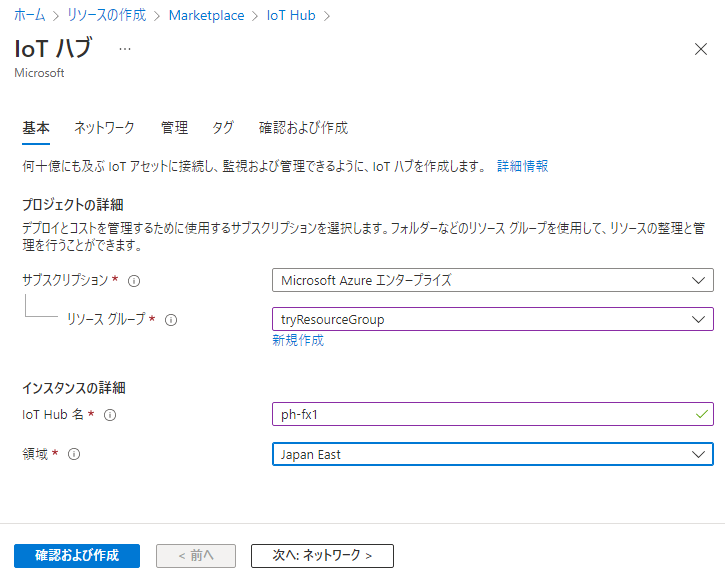 ホーム > リソースの作成 > Marketplace > IoT Hub >
IoT ハブ ...
Microsoft
基本 ネットワーク 管理 タグ 確認および作成
何十億にも及ぶ IoT アセットに接続し、監視および管理できるように、IoT ハブを作成します。 詳細情報
プロジェクトの詳細
デプロイとコストを管理するために使用するサブスクリプションを選択します。フォルダーなどのリソース グループを使用して、リソースの整理と管
理を行うことができます。
サブスクリプション * Microsoft Azure エンタープライズ
リソース グループ * tryResourceGroup
新規作成
インスタンスの詳細
IoT Hub 名 * ph-fx1
領域 * Japan East
確認および作成 < 前へ 次へ: ネットワーク >